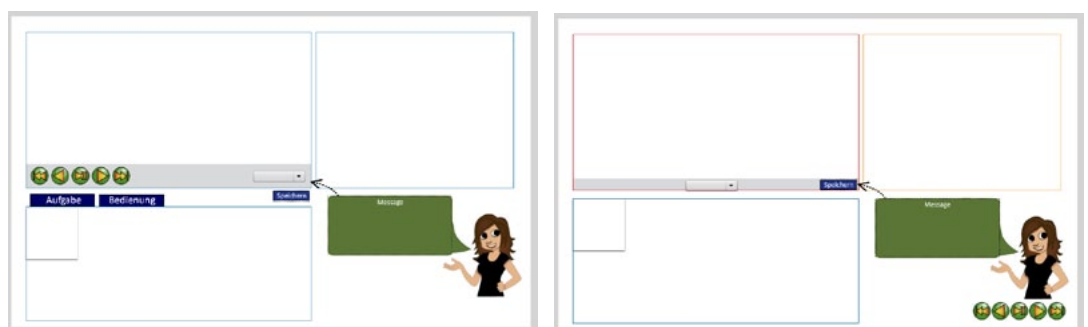 Speichern
Aufgabe Bedienung
Message
Speichern
Message